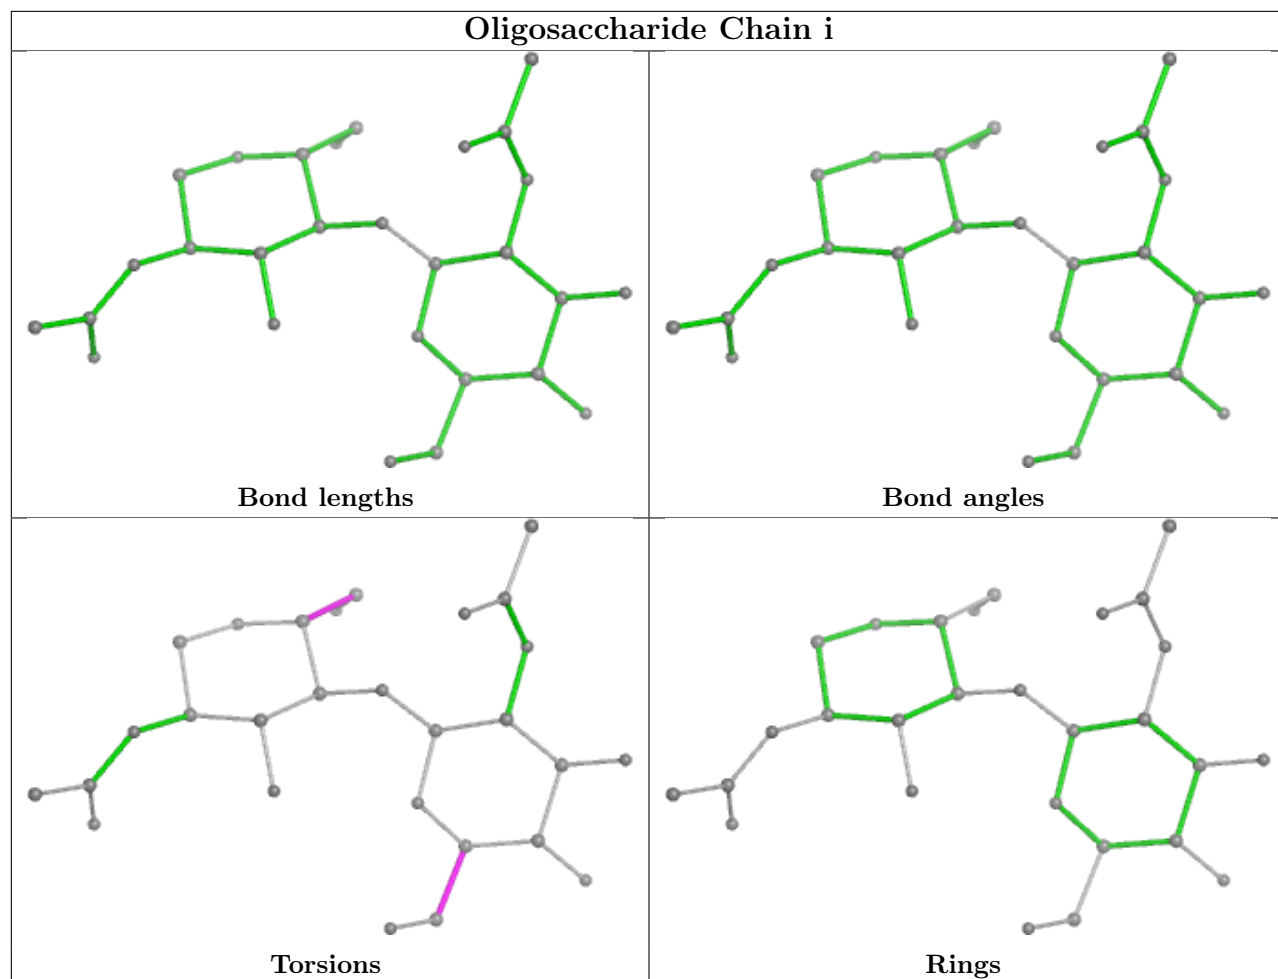 Oligosaccharide Chain i
Bond lengths
Bond angles
Torsions
Rings